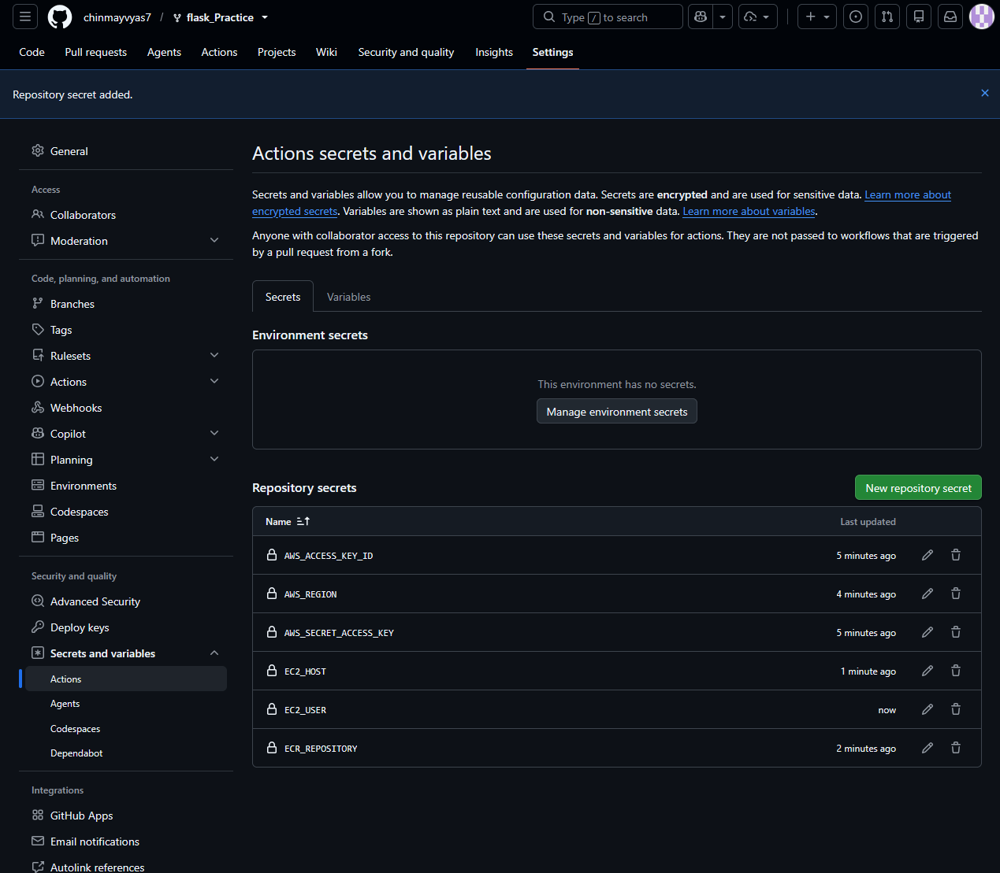 chinmayvyas7 / flask_Practice
Type / to search
Code Pull requests Agents Actions Projects Wiki Security and quality Insights Settings
Repository secret added.
General
Access
Collaborators
Moderation
Code, planning, and automation
Branches
Tags
Rulesets
Actions
Webhooks
Copilot
Planning
Environments
Codespaces
Pages
Security and quality
Advanced Security
Deploy keys
Secrets and variables
Actions
Agents
Codespaces
Dependabot
Integrations
GitHub Apps
Email notifications
Autolink references
Actions secrets and variables
Secrets and variables allow you to manage reusable configuration data. Secrets are encrypted and are used for sensitive data. Learn more about
encrypted secrets. Variables are shown as plain text and are used for non-sensitive data. Learn more about variables.
Anyone with collaborator access to this repository can use these secrets and variables for actions. They are not passed to workflows that are triggered
by a pull request from a fork.
Secrets Variables
Environment secrets
This environment has no secrets.
Manage environment secrets
Repository secrets
New repository secret
Name Last updated
AWS_ACCESS_KEY_ID 5 minutes ago
AWS_REGION 4 minutes ago
AWS_SECRET_ACCESS_KEY 5 minutes ago
EC2_HOST 1 minute ago
EC2_USER now
ECR_REPOSITORY 2 minutes ago